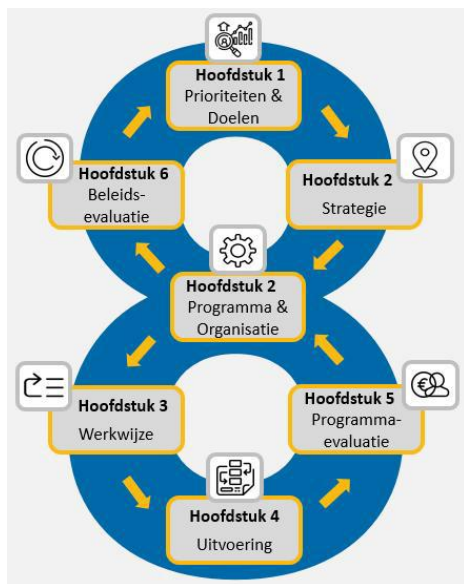 Hoofdstuk 1
Prioriteiten &
Doelen
Hoofdstuk 2
Strategie
Hoofdstuk 6
Beleids-
evaluatie
Hoofdstuk 2
Programma &
Organisatie
Hoofdstuk 3
Werkwijze
Hoofdstuk 5
Programma-
evaluatie
Hoofdstuk 4
Uitvoering